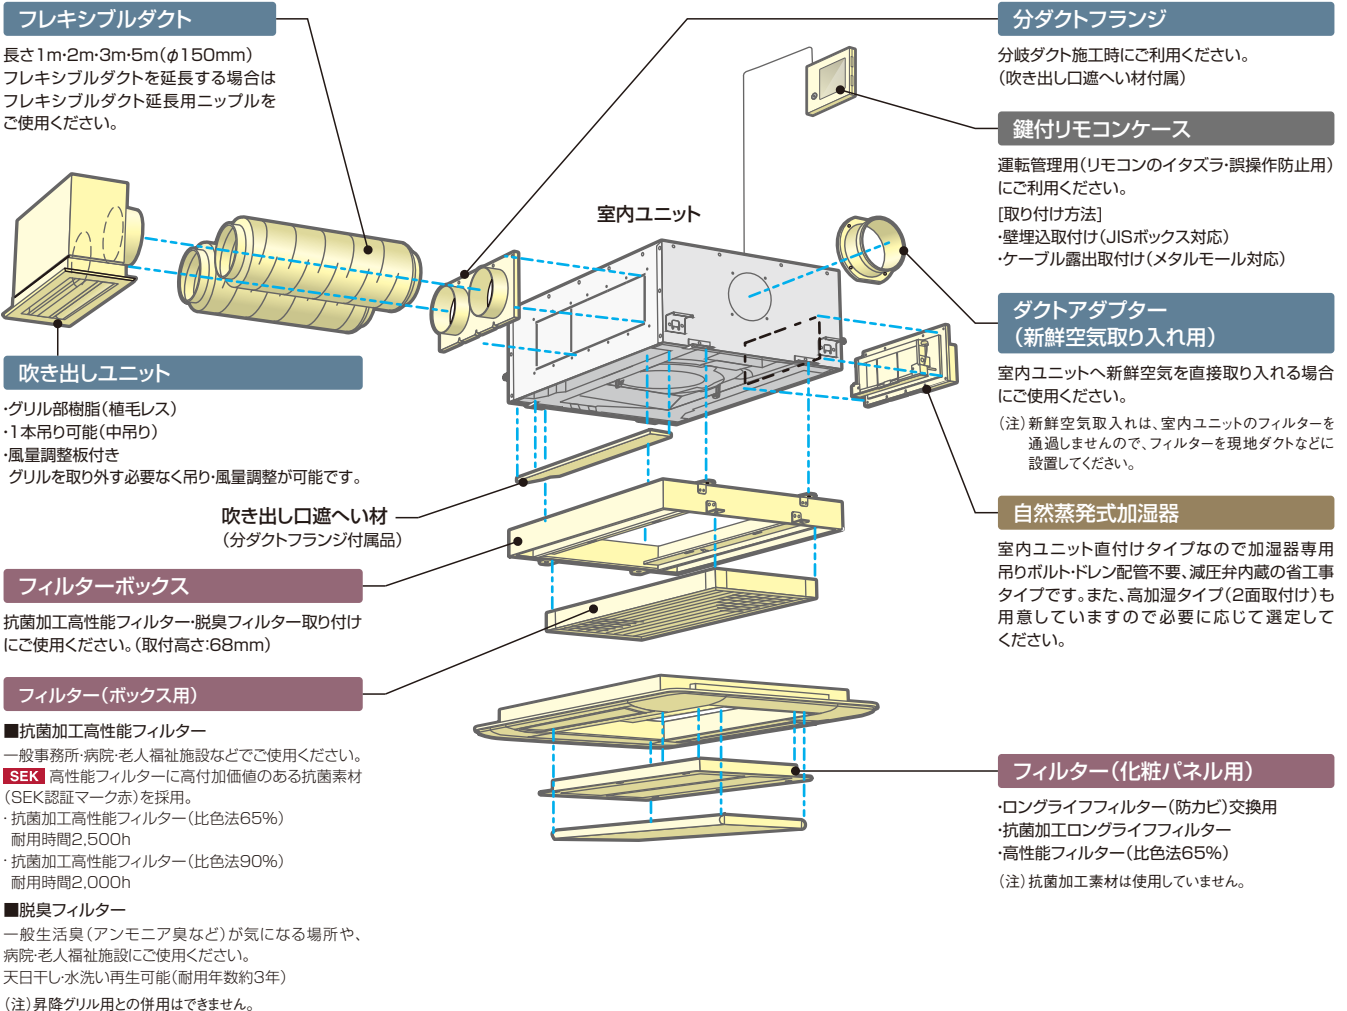 フレキシブルダクト
長さ1m・2m・3m・5m（φ150mm）
フレキシブルダクトを延長する場合は
フレキシブルダクト延長用ニップルを
ご使用ください。
吹き出しユニット
・グリル部樹脂（植毛レス）
・1本吊り可能（中吊り）
・風量調整板付き
グリルを取り外す必要なく吊り・風量調整が可能です。
吹き出し口遮へい材
（分ダクトフランジ付属品）
フィルターボックス
抗菌加工高性能フィルター・脱臭フィルター取り付け
にご使用ください。（取付高さ：68mm）
フィルター（ボックス用）
■抗菌加工高性能フィルター
一般事務所・病院・老人福祉施設などでご使用ください。
SEK 高性能フィルターに高付加価値のある抗菌素材
（SEK認証マーク赤）を採用。
・抗菌加工高性能フィルター（比色法65%）
耐用時間2,500h
・抗菌加工高性能フィルター（比色法90%）
耐用時間2,000h
■脱臭フィルター
一般生活臭（アンモニア臭など）が気になる場所や、
病院・老人福祉施設にご使用ください。
天日干し・水洗い再生可能（耐用年数約3年）
（注）昇降グリル用との併用はできません。
室内ユニット
分ダクトフランジ
分岐ダクト施工時にご利用ください。
（吹き出し口遮へい材付属）
鍵付リモコンケース
運転管理用（リモコンのイタズラ・誤操作防止用）
にご利用ください。
[取り付け方法]
・壁埋込取付け（JISボックス対応）
・ケーブル露出取付け（メタルモール対応）
ダクトアダプター
（新鮮空気取り入れ用）
室内ユニットへ新鮮空気を直接取り入れる場合
にご使用ください。
（注）新鮮空気取入れは、室内ユニットのフィルターを
通過しませんので、フィルターを現地ダクトなどに
設置してください。
自然蒸発式加湿器
室内ユニット直付けタイプなので加湿器専用
吊りボルト・ドレン配管不要、減圧弁内蔵の省工事
タイプです。また、高加湿タイプ（2面取付け）も
用意していますので必要に応じて選定して
ください。
フィルター（化粧パネル用）
・ロングライフフィルター（防カビ）交換用
・抗菌加工ロングライフフィルター
・高性能フィルター（比色法65%）
（注）抗菌加工素材は使用していません。